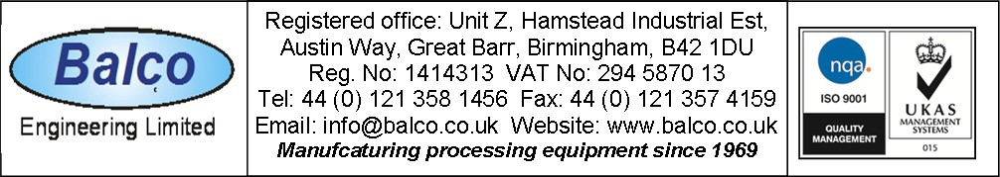 Balco
Engineering Limited
Registered office: Unit Z, Hamstead Industrial Est,
Austin Way, Great Barr, Birmingham, B42 1DU
Reg. No: 1414313 VAT No: 294 5870 13
Tel: 44 (0) 121 358 1456 Fax: 44 (0) 121 357 4159
Email: info@balco.co.uk Website: www.balco.co.uk
Manufcaturing processing equipment since 1969
nqa.
ISO 9001
QUALITY
MANAGEMENT
UKAS
MANAGEMENT
SYSTEMS
015